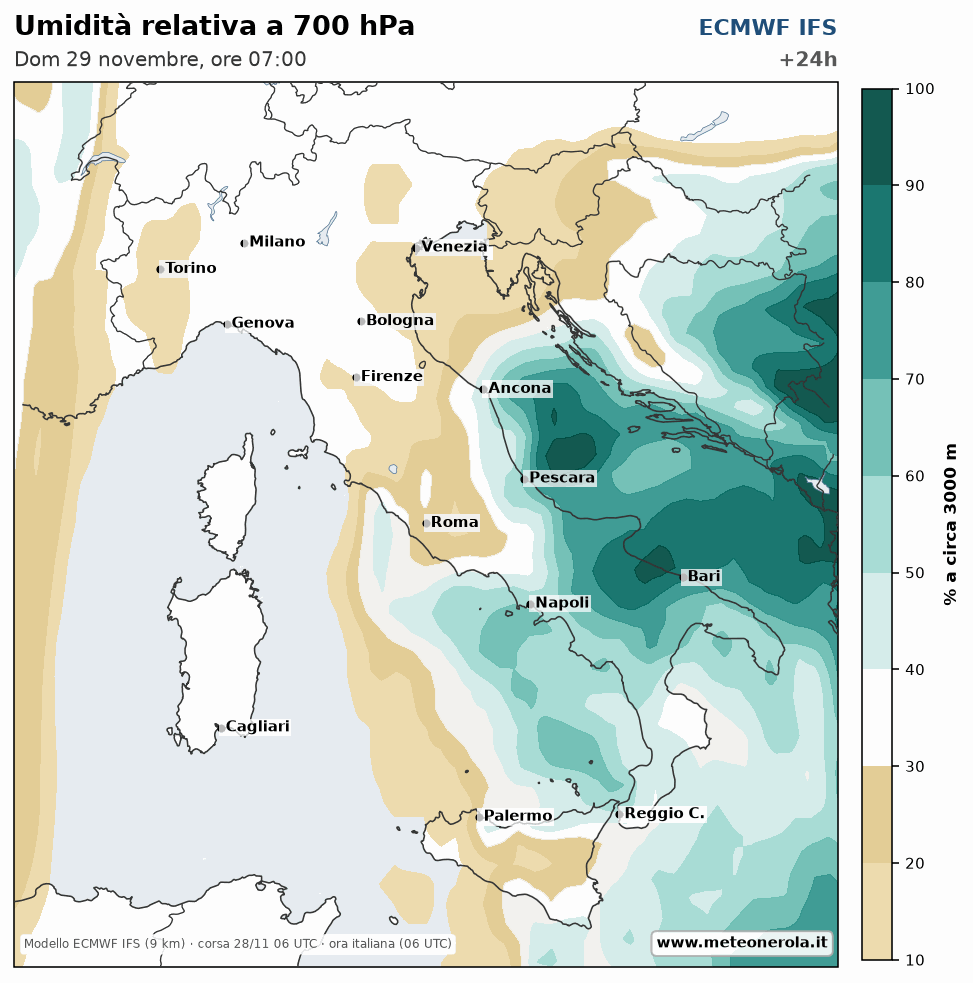 Umidità relativa a 700 hPa
ECMWF IFS
Dom 29 novembre, ore 07:00
+24h
100
90
80
70
60
50
40
30
20
10
% a circa 3000 m
Milano
Venezia
Torino
Genova
Bologna
Firenze
Ancona
Pescara
Roma
Bari
Napoli
Cagliari
Palermo
Reggio C.
Modello ECMWF IFS (9 km) · corsa 28/11 06 UTC · ora italiana (06 UTC)
www.meteonerola.it